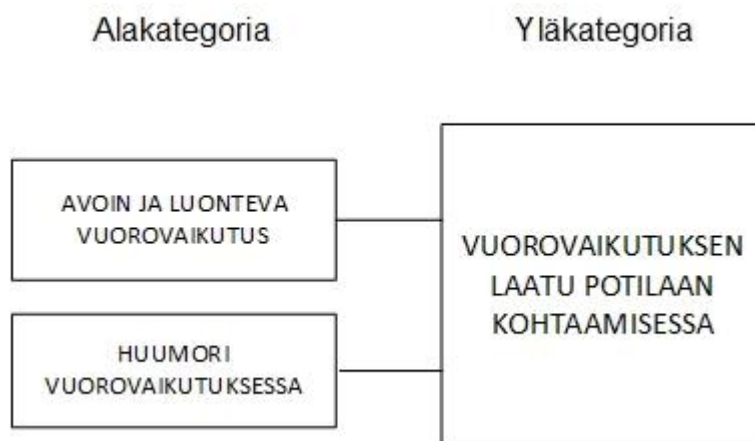 Alakategoria
Yläkategoria
AVOIN JA LUONTEVA
VUOROVAIKUTUS
HUUMORI
VUOROVAIKUTUKSESSA
VUOROVAIKUTUKSEN
LAATU POTILAAN
KOHTAAMISESSA